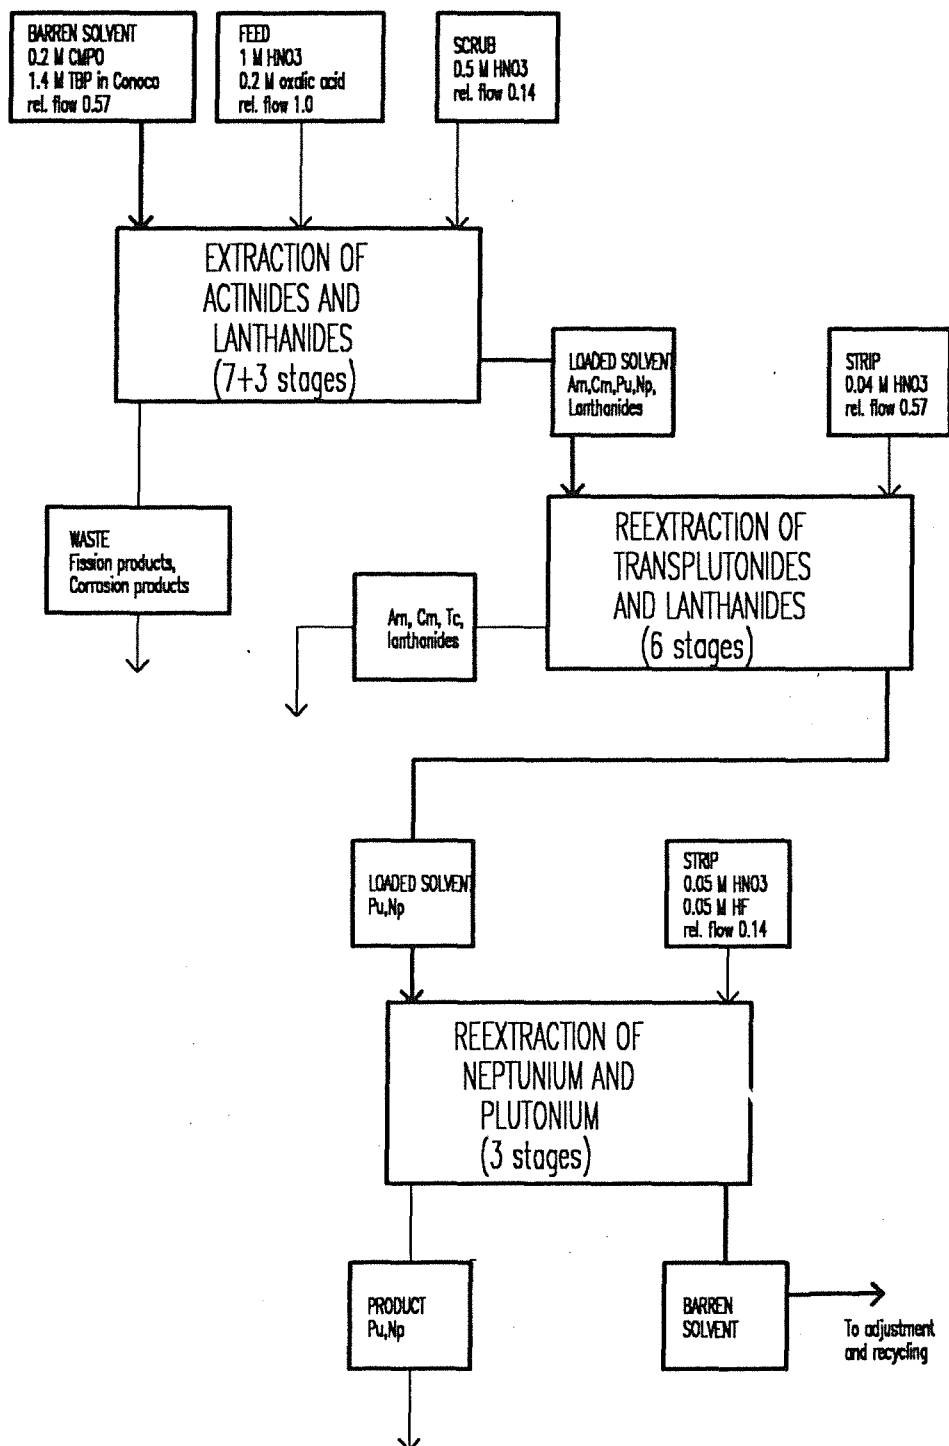 BARREN SOLVENT
0.2 M CMPO
1.4 M TBP in Conoco
rel. flow 0.57
FEED
1 M HNO3
0.2 M oxalic acid
rel. flow 1.0
SCRUB
0.5 M HNO3
rel. flow 0.14
EXTRACTION OF
ACTINIDES AND
LANTHANIDES
(7+3 stages)
LOADED SOLVENT
Am,Cm,Pu,Np,
Lanthanides
STRIP
0.04 M HNO3
rel. flow 0.57
WASTE
Fission products,
Corrosion products
REEXTRACTION OF
TRANSPLUTONIDES
AND LANTHANIDES
(6 stages)
Am, Cm, Tc,
lanthanides
LOADED SOLVENT
Pu,Np
STRIP
0.05 M HNO3
0.05 M HF
rel. flow 0.14
REEXTRACTION OF
NEPTUNIUM AND
PLUTONIUM
(3 stages)
PRODUCT
Pu,Np
BARREN
SOLVENT
To adjustment
and recycling